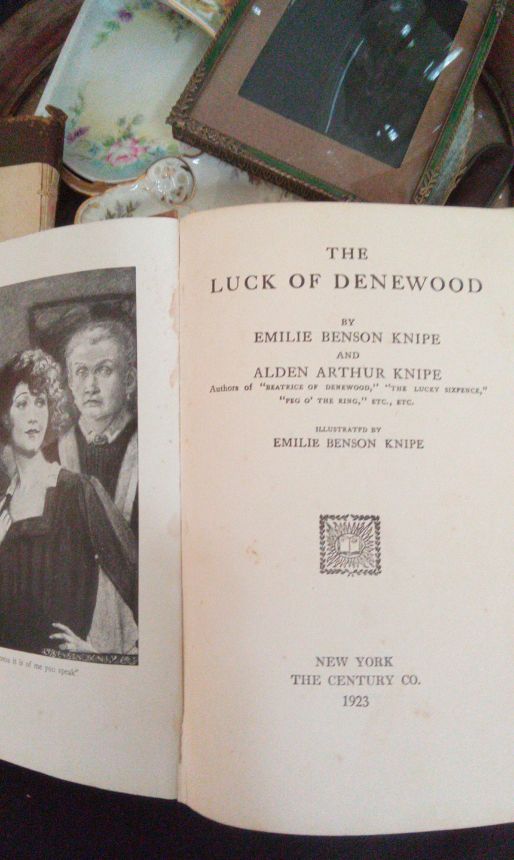 THE
LUCK OF DENEWOOD
BY
EMILIE BENSON KNIPE
AND
ALDEN ARTHUR KNIPE
Authors of "BEATRICE OF DENEWOOD," "THE LUCKY SIXPENCE,"
"PEG O' THE RING," ETC., ETC.
ILLUSTRATED BY
EMILIE BENSON KNIPE
NEW YORK
THE CENTURY CO.
1923
it is of me you speak"